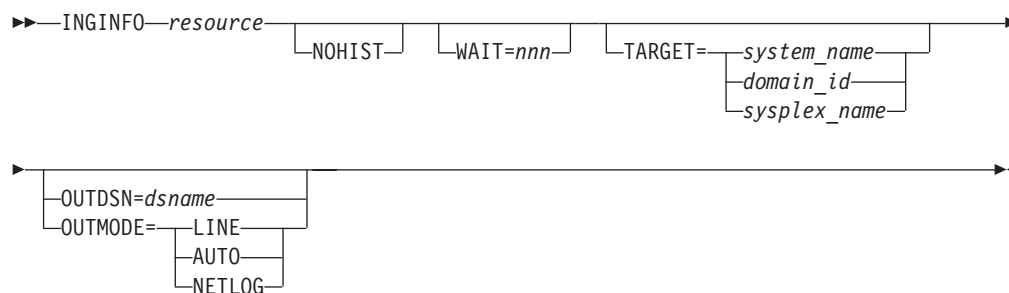 INGINFO resource
NOHIST WAIT=nnn TARGET= system_name
domain_id
sysplex_name
OUTDSN=dsname
OUTMODE= LINE
AUTO
NETLOG